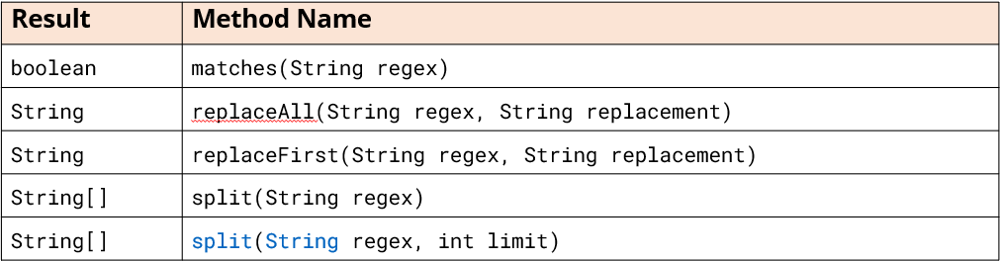 Result Method Name
boolean matches(String regex)
String replaceAll(String regex, String replacement)
String replaceFirst(String regex, String replacement)
String[] split(String regex)
String[] split(String regex, int limit)